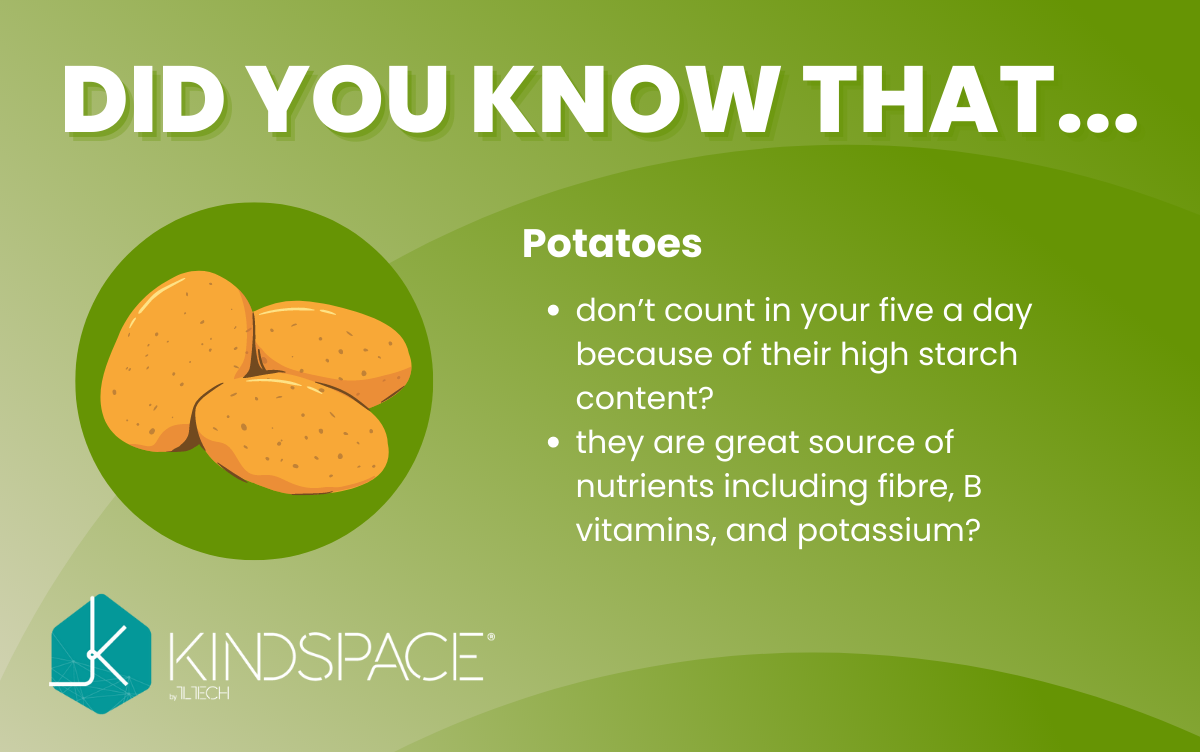 DID YOU KNOW THAT...
Potatoes
• don’t count in your five a day
because of their high starch
content?
• they are great source of
nutrients including fibre, B
vitamins, and potassium?
KINDSPACE®
by TLTECH